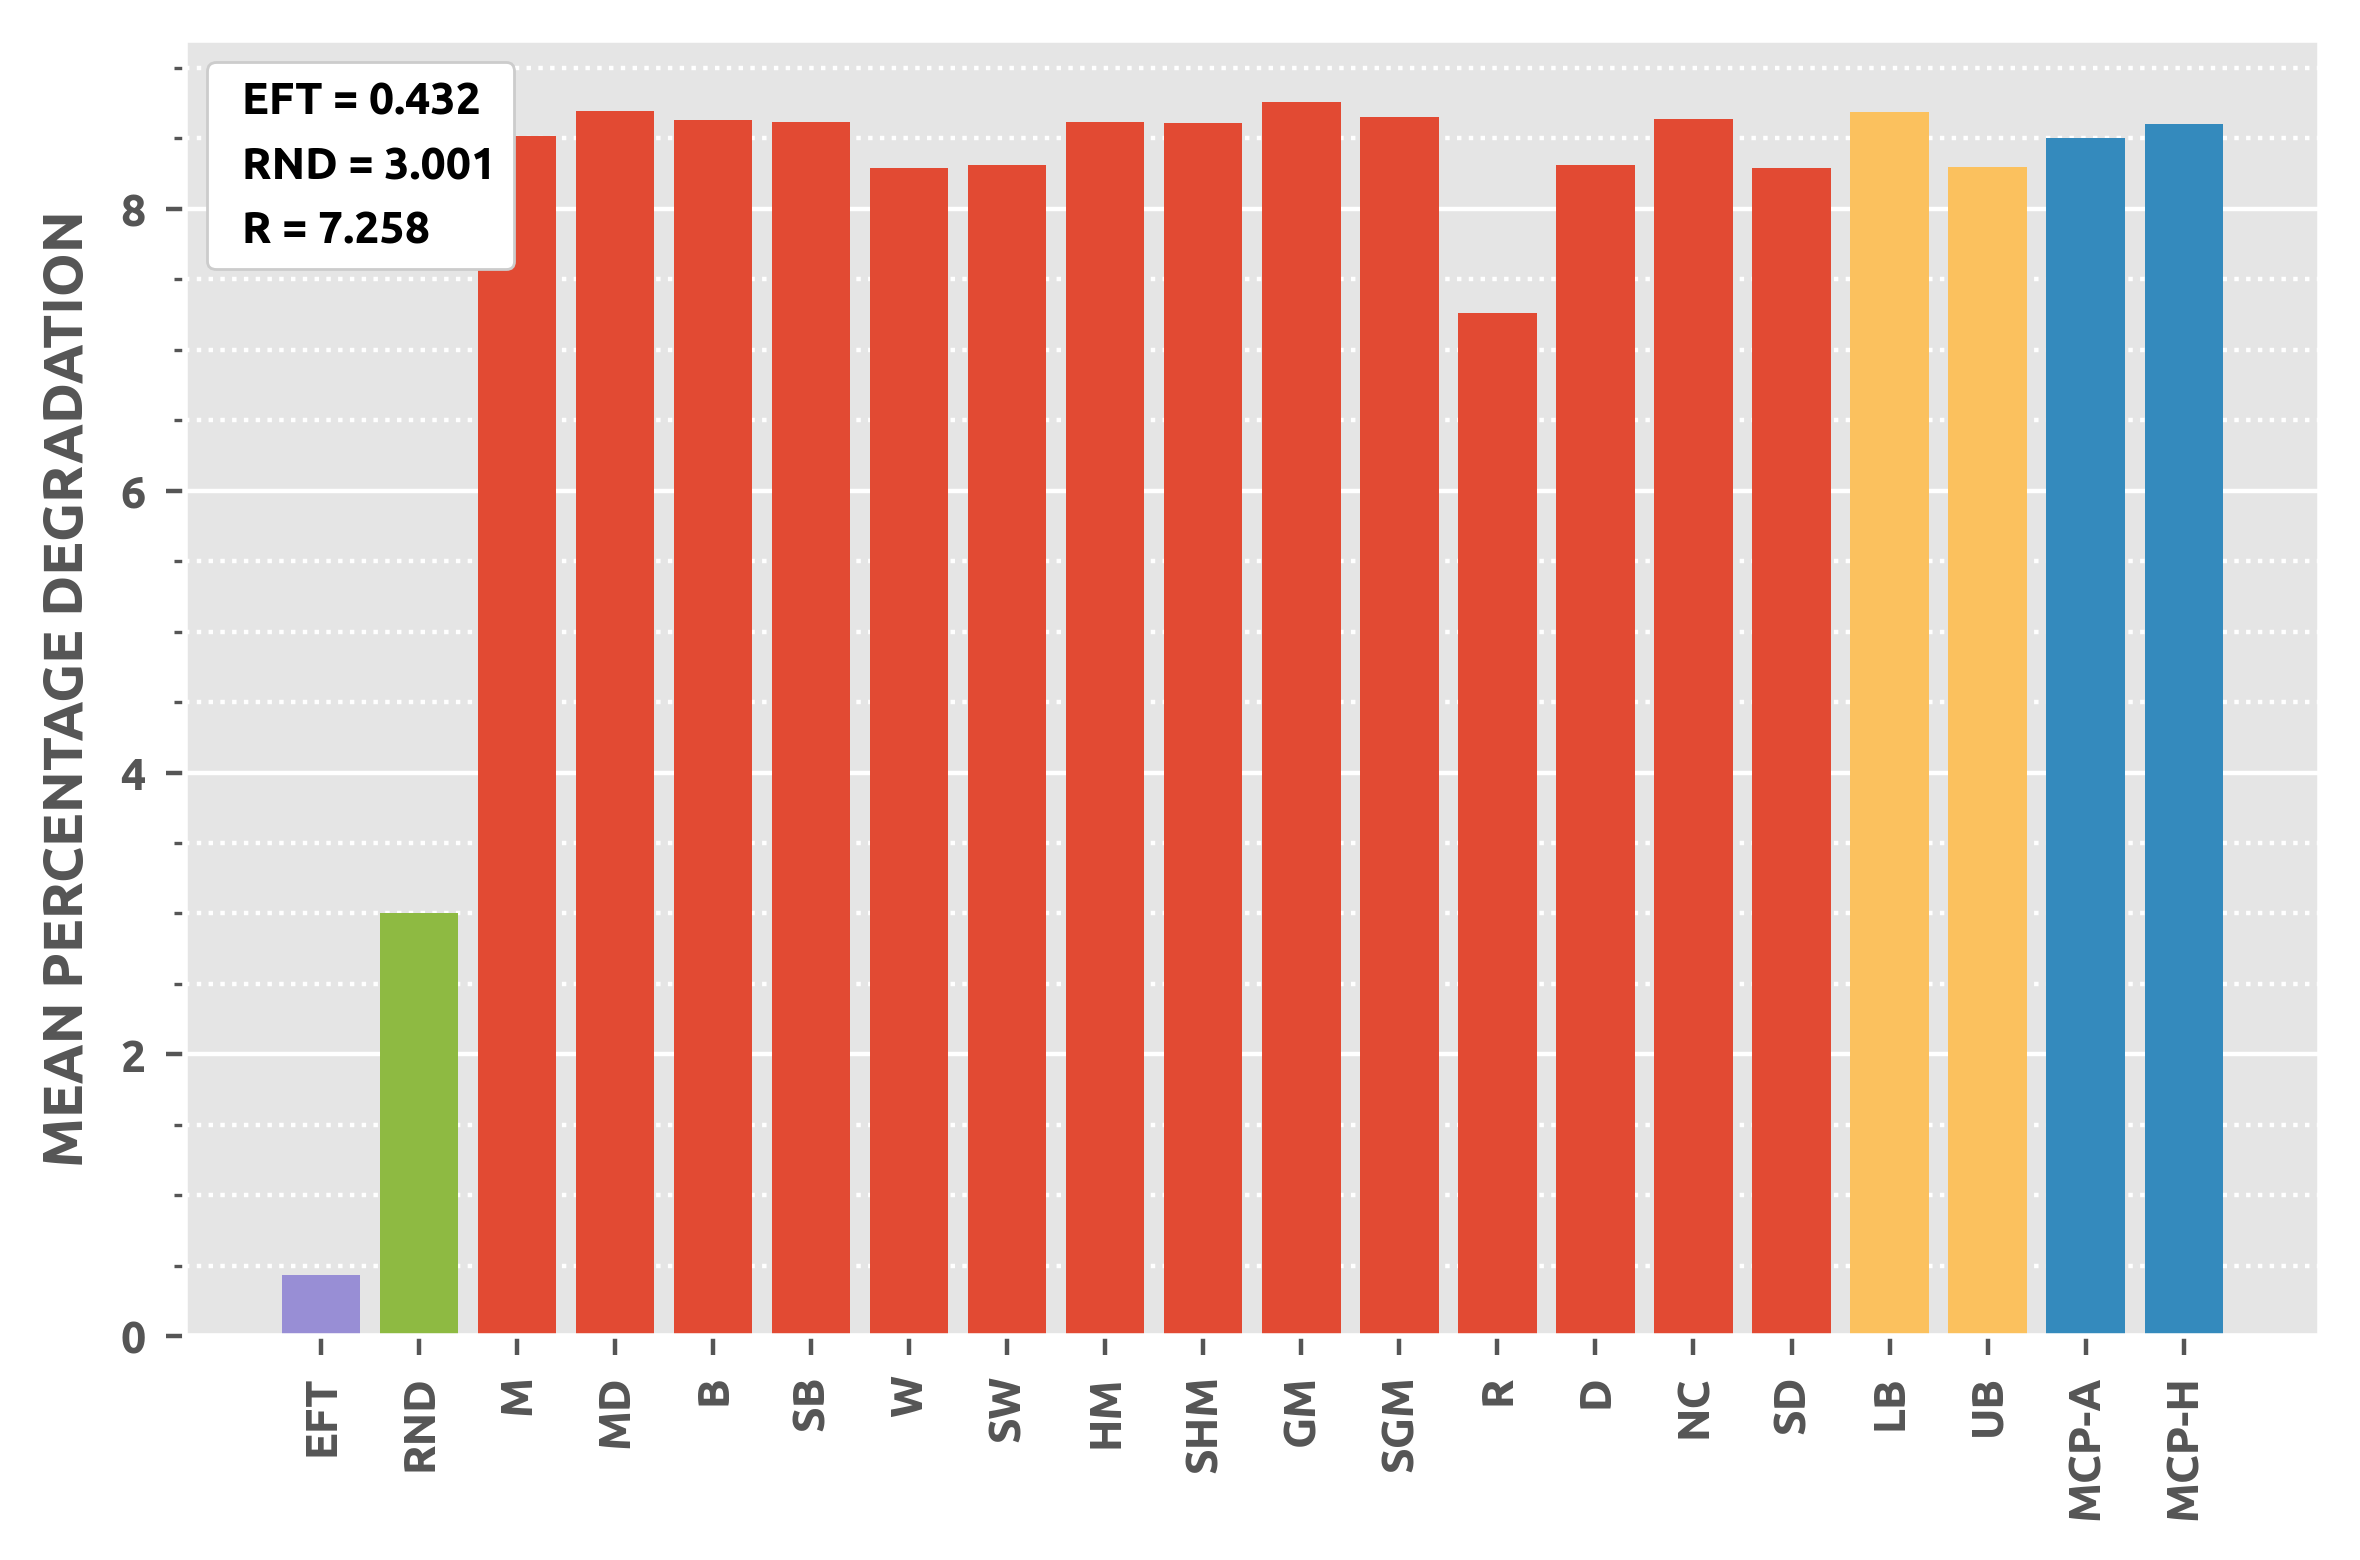 EFT = 0.432
RND = 3.001
R = 7.258
MEAN PERCENTAGE DEGRADATION
8
6
4
2
0
EFT
RND
M
MD
B
SB
W
SW
HM
SHM
GM
SGM
R
D
NC
SD
LB
UB
MCP-A
MCP-H